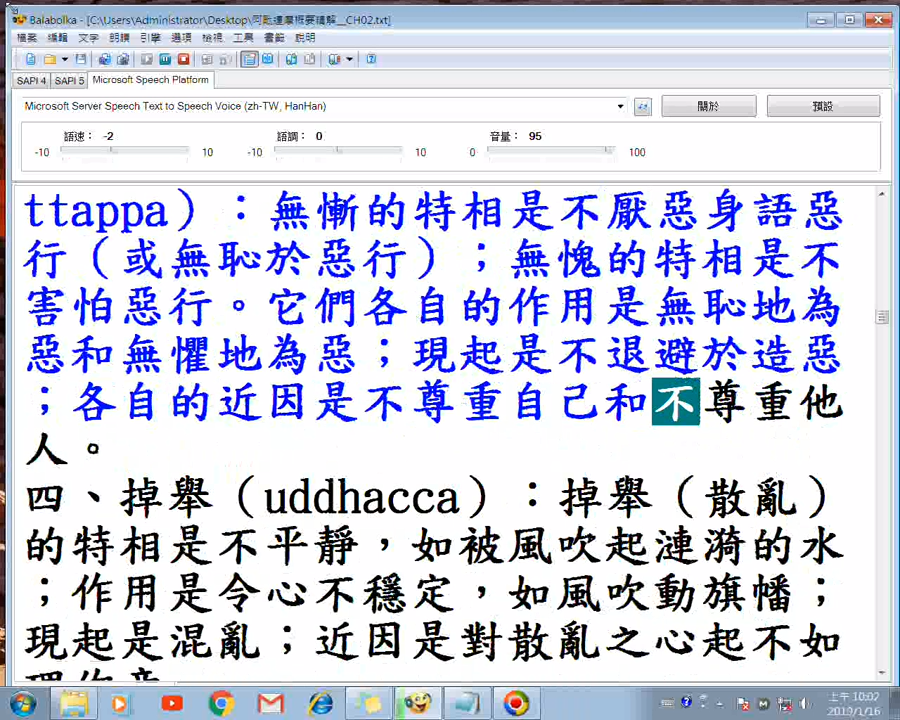 Balabolka - [C:\Users\Administrator\Desktop\阿毗達摩概要精解__CH02.txt]
檔案 編輯 文字 朗讀 引擎 選項 檢視 工具 書籤 說明
SAPI 4 SAPI 5 Microsoft Speech Platform
Microsoft Server Speech Text to Speech Voice (zh-TW, HanHan) 關於 預設
語速： -2 語調： 0 音量： 95
-10 10 -10 10 0 100
ttappa）：無慚的特相是不厭惡身語惡
行（或無恥於惡行）；無愧的特相是不
害怕惡行。它們各自的作用是無恥地為
惡和無懼地為惡；現起是不退避於造惡
；各自的近因是不尊重自己和不尊重他
人。
四、掉舉（uddhacca）：掉舉（散亂）
的特相是不平靜，如被風吹起漣漪的水
；作用是令心不穩定，如風吹動旗幡；
現起是混亂；近因是對散亂之心起不如
上午 10:02
2019/1/16